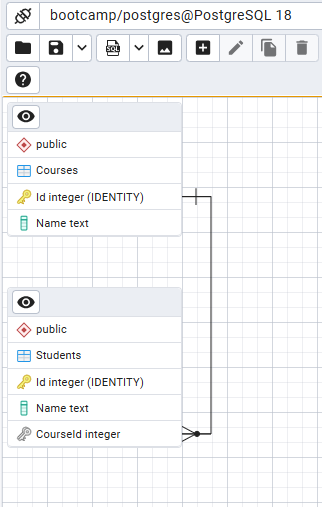 bootcamp/postgres@PostgreSQL 18
SQL
public
Courses
Id integer (IDENTITY)
Name text
public
Students
Id integer (IDENTITY)
Name text
CourseId integer